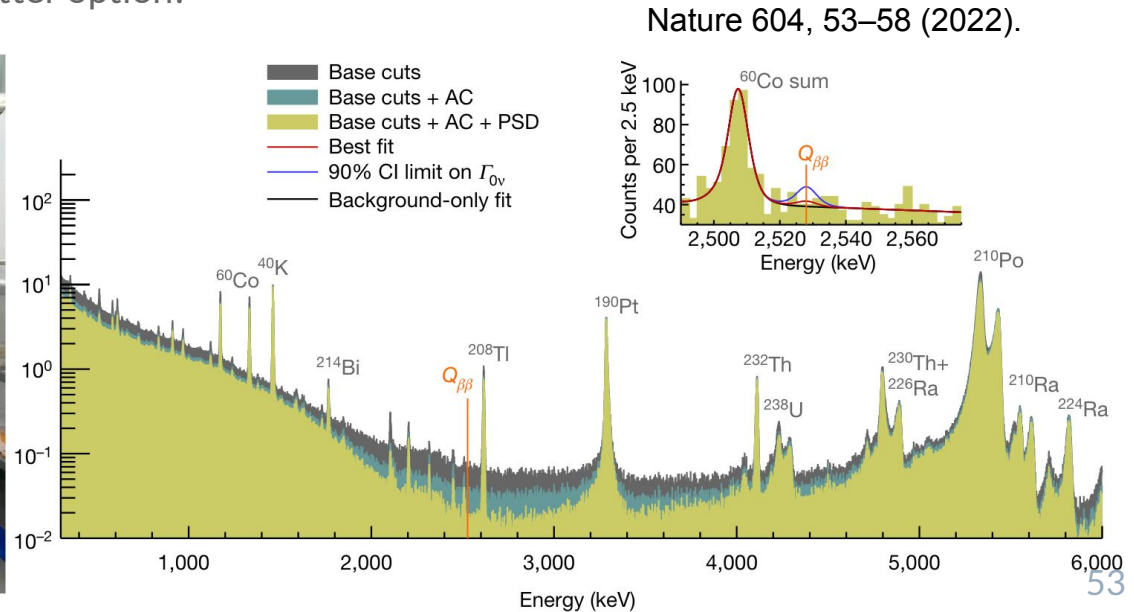 Nature 604, 53–58 (2022).
Base cuts
Base cuts + AC
Base cuts + AC + PSD
Best fit
90% CI limit on Γ0ν
Background-only fit
Counts per 2.5 keV
100
80
60
40
60Co sum
Qββ
2,500 2,520 2,540 2,560
Energy (keV)
10²
10¹
10⁰
10⁻¹
10⁻²
60Co
40K
214Bi
Qββ
208Tl
190Pt
232Th
238U
230Th+
226Ra
210Po
210Ra
224Ra
1,000 2,000 3,000 4,000 5,000 6,000
Energy (keV)
53